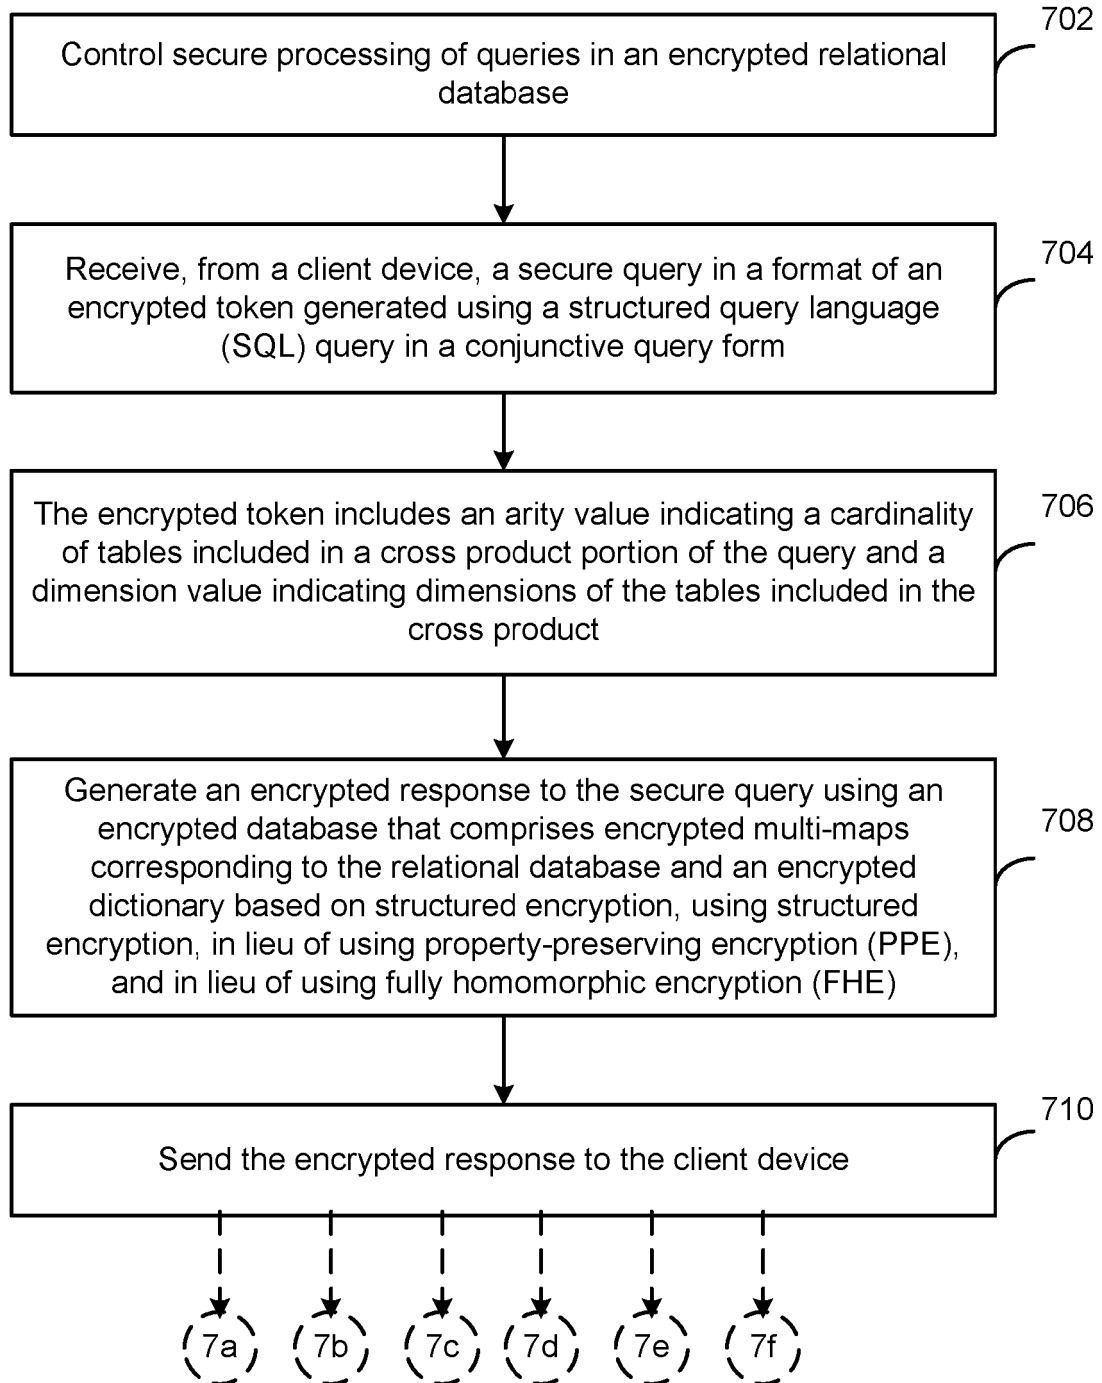 702
Control secure processing of queries in an encrypted relational
database
704
Receive, from a client device, a secure query in a format of an
encrypted token generated using a structured query language
(SQL) query in a conjunctive query form
706
The encrypted token includes an arity value indicating a cardinality
of tables included in a cross product portion of the query and a
dimension value indicating dimensions of the tables included in the
cross product
708
Generate an encrypted response to the secure query using an
encrypted database that comprises encrypted multi-maps
corresponding to the relational database and an encrypted
dictionary based on structured encryption, using structured
encryption, in lieu of using property-preserving encryption (PPE),
and in lieu of using fully homomorphic encryption (FHE)
710
Send the encrypted response to the client device
7a 7b 7c 7d 7e 7f